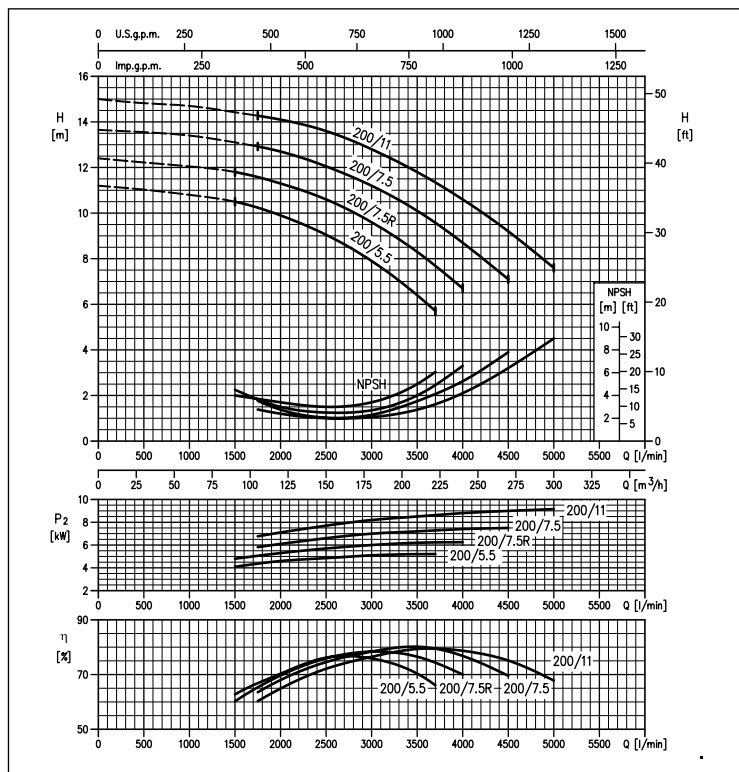 0 U.S.g.p.m. 250 500 750 1000 1250 1500
0 Imp.g.p.m. 250 500 750 1000 1250
16
14
12
10
8
6
4
2
0
H
[m]
50
40
30
20
10
0
H
[ft]
200/11
200/7.5
200/7.5R
200/5.5
NPSH
NPSH
[m] [ft]
10
8
6
4
2
30
25
20
15
10
5
0 500 1000 1500 2000 2500 3000 3500 4000 4500 5000 5500 Q [l/min]
0 25 50 75 100 125 150 175 200 225 250 275 300 325 Q [m³/h]
10
8
6
4
2
P₂
[kW]
200/11
200/7.5
200/7.5R
200/5.5
0 500 1000 1500 2000 2500 3000 3500 4000 4500 5000 5500 Q [l/min]
90
70
50
η
[%]
200/11
200/5.5 200/7.5R 200/7.5
0 500 1000 1500 2000 2500 3000 3500 4000 4500 5000 5500 Q [l/min]